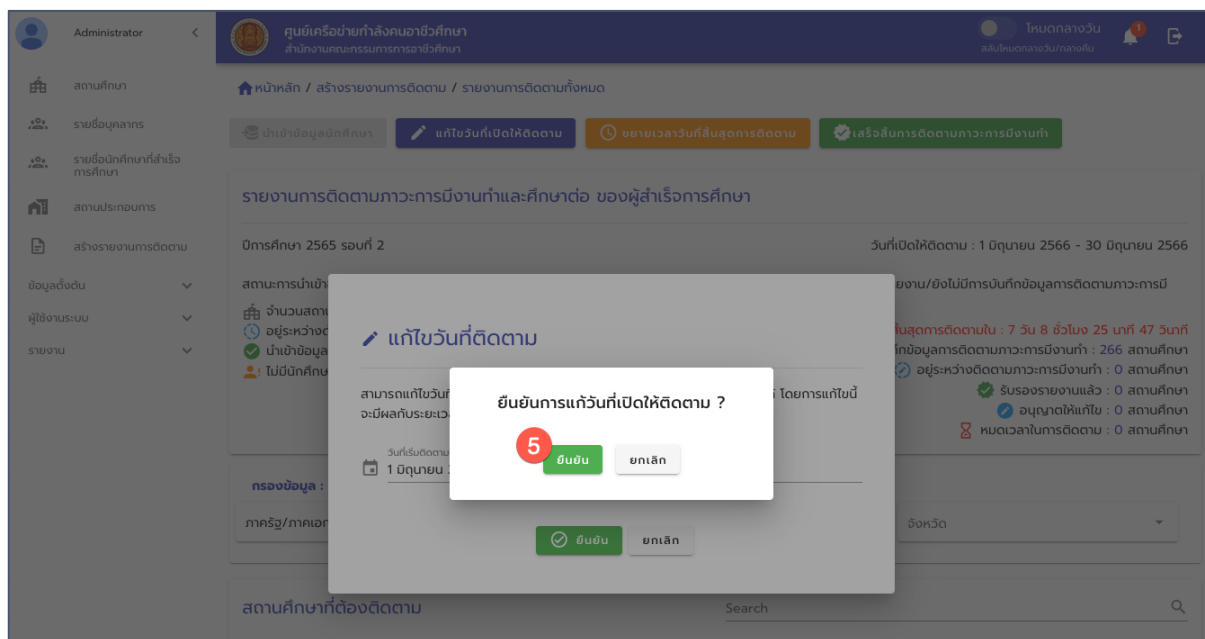 Administrator
ศูนย์เครือข่ายกำลังคนอาชีวศึกษา
สำนักงานคณะกรรมการการอาชีวศึกษา
โหมดกลางวัน
สลับโหมดกลางวัน/กลางคืน
1
สถานศึกษา
รายชื่อบุคลากร
รายชื่อนักศึกษาที่สำเร็จ
การศึกษา
สถานประกอบการ
สร้างรายงานการติดตาม
ข้อมูลตั้งต้น
ผู้ใช้งานระบบ
รายงาน
หน้าหลัก / สร้างรายงานการติดตาม / รายงานการติดตามทั้งหมด
นำเข้าข้อมูลนักศึกษา
แก้ไขวันที่เปิดให้ติดตาม
ขยายเวลาวันที่สิ้นสุดการติดตาม
เสร็จสิ้นการติดตามภาวะการมีงานทำ
รายงานการติดตามภาวะการมีงานทำและศึกษาต่อ ของผู้สำเร็จการศึกษา
ปีการศึกษา 2565 รอบที่ 2
วันที่เปิดให้ติดตาม : 1 มิถุนายน 2566 - 30 มิถุนายน 2566
สถานะการนำเข้า
ยงาน/ยังไม่มีการบันทึกข้อมูลการติดตามภาวะการมี
จำนวนสถาน
อยู่ระหว่าง
นำเข้าข้อมูล
ไม่มีนักศึกษ
ิ้นสุดการติดตามใน : 7 วัน 8 ชั่วโมง 25 นาที 47 วินาที
ึกข้อมูลการติดตามภาวะการมีงานทำ : 266 สถานศึกษา
อยู่ระหว่างติดตามภาวะการมีงานทำ : 0 สถานศึกษา
รับรองรายงานแล้ว : 0 สถานศึกษา
อนุญาตให้แก้ไข : 0 สถานศึกษา
หมดเวลาในการติดตาม : 0 สถานศึกษา
แก้ไขวันที่ติดตาม
สามารถแก้ไขวันที่
โดยการแก้ไขนี้
จะมีผลกับระยะเว
วันที่เริ่มติดตาม
1 มิถุนายน
ยืนยันการแก้วันที่เปิดให้ติดตาม ?
5
ยืนยัน
ยกเลิก
ยืนยัน
ยกเลิก
กรองข้อมูล :
ภาครัฐ/ภาคเอก
จังหวัด
สถานศึกษาที่ต้องติดตาม
Search